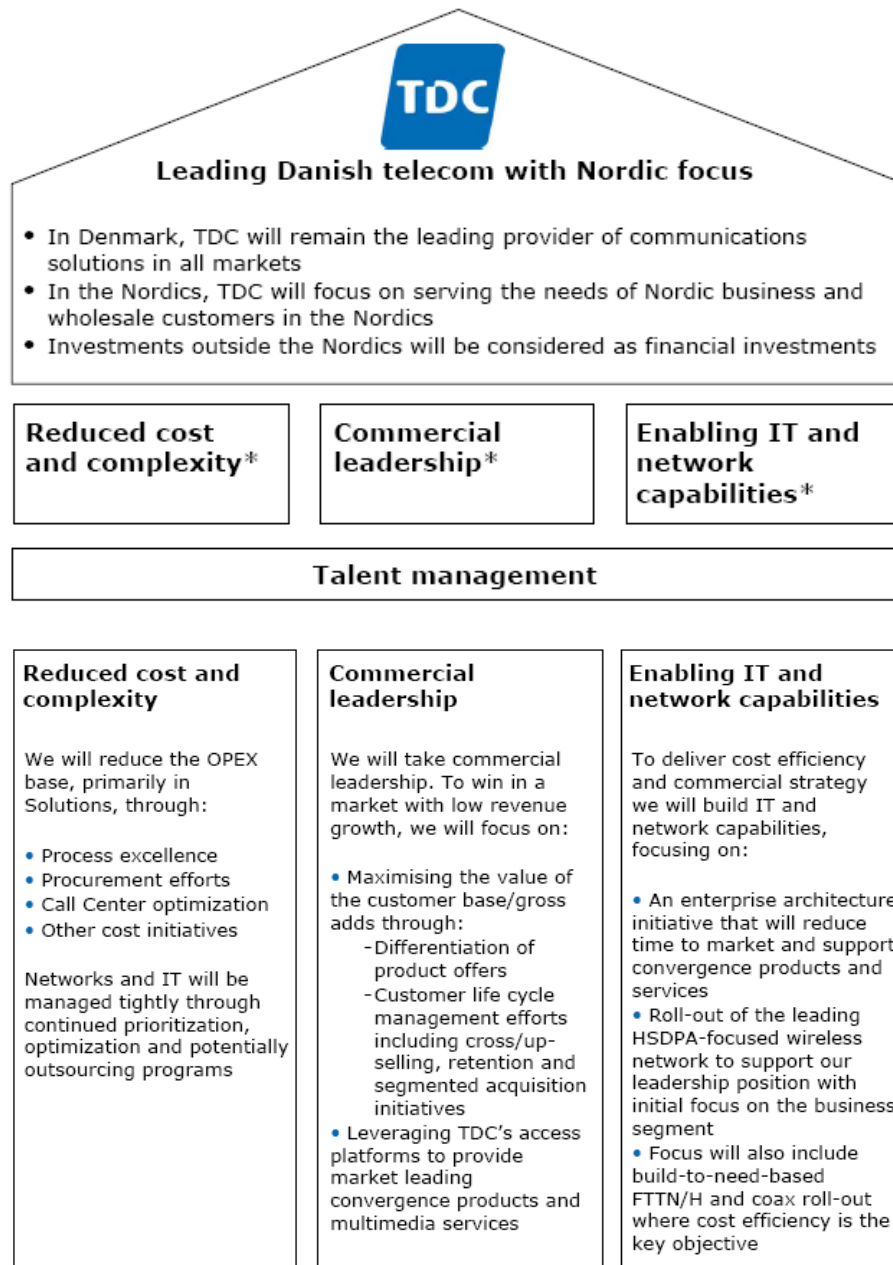 TDC
Leading Danish telecom with Nordic focus
• In Denmark, TDC will remain the leading provider of communications
solutions in all markets
• In the Nordics, TDC will focus on serving the needs of Nordic business and
wholesale customers in the Nordics
• Investments outside the Nordics will be considered as financial investments
Reduced cost
and complexity*
Commercial
leadership*
Enabling IT and
network
capabilities*
Talent management
Reduced cost and
complexity
We will reduce the OPEX
base, primarily in
Solutions, through:
• Process excellence
• Procurement efforts
• Call Center optimization
• Other cost initiatives
Networks and IT will be
managed tightly through
continued prioritization,
optimization and potentially
outsourcing programs
Commercial
leadership
We will take commercial
leadership. To win in a
market with low revenue
growth, we will focus on:
• Maximising the value of
the customer base/gross
adds through:
-Differentiation of
product offers
-Customer life cycle
management efforts
including cross/up-
selling, retention and
segmented acquisition
initiatives
• Leveraging TDC's access
platforms to provide
market leading
convergence products and
multimedia services
Enabling IT and
network capabilities
To deliver cost efficiency
and commercial strategy
we will build IT and
network capabilities,
focusing on:
• An enterprise architecture
initiative that will reduce
time to market and support
convergence products and
services
• Roll-out of the leading
HSDPA-focused wireless
network to support our
leadership position with
initial focus on the business
segment
• Focus will also include
build-to-need-based
FTTN/H and coax roll-out
where cost efficiency is the
key objective